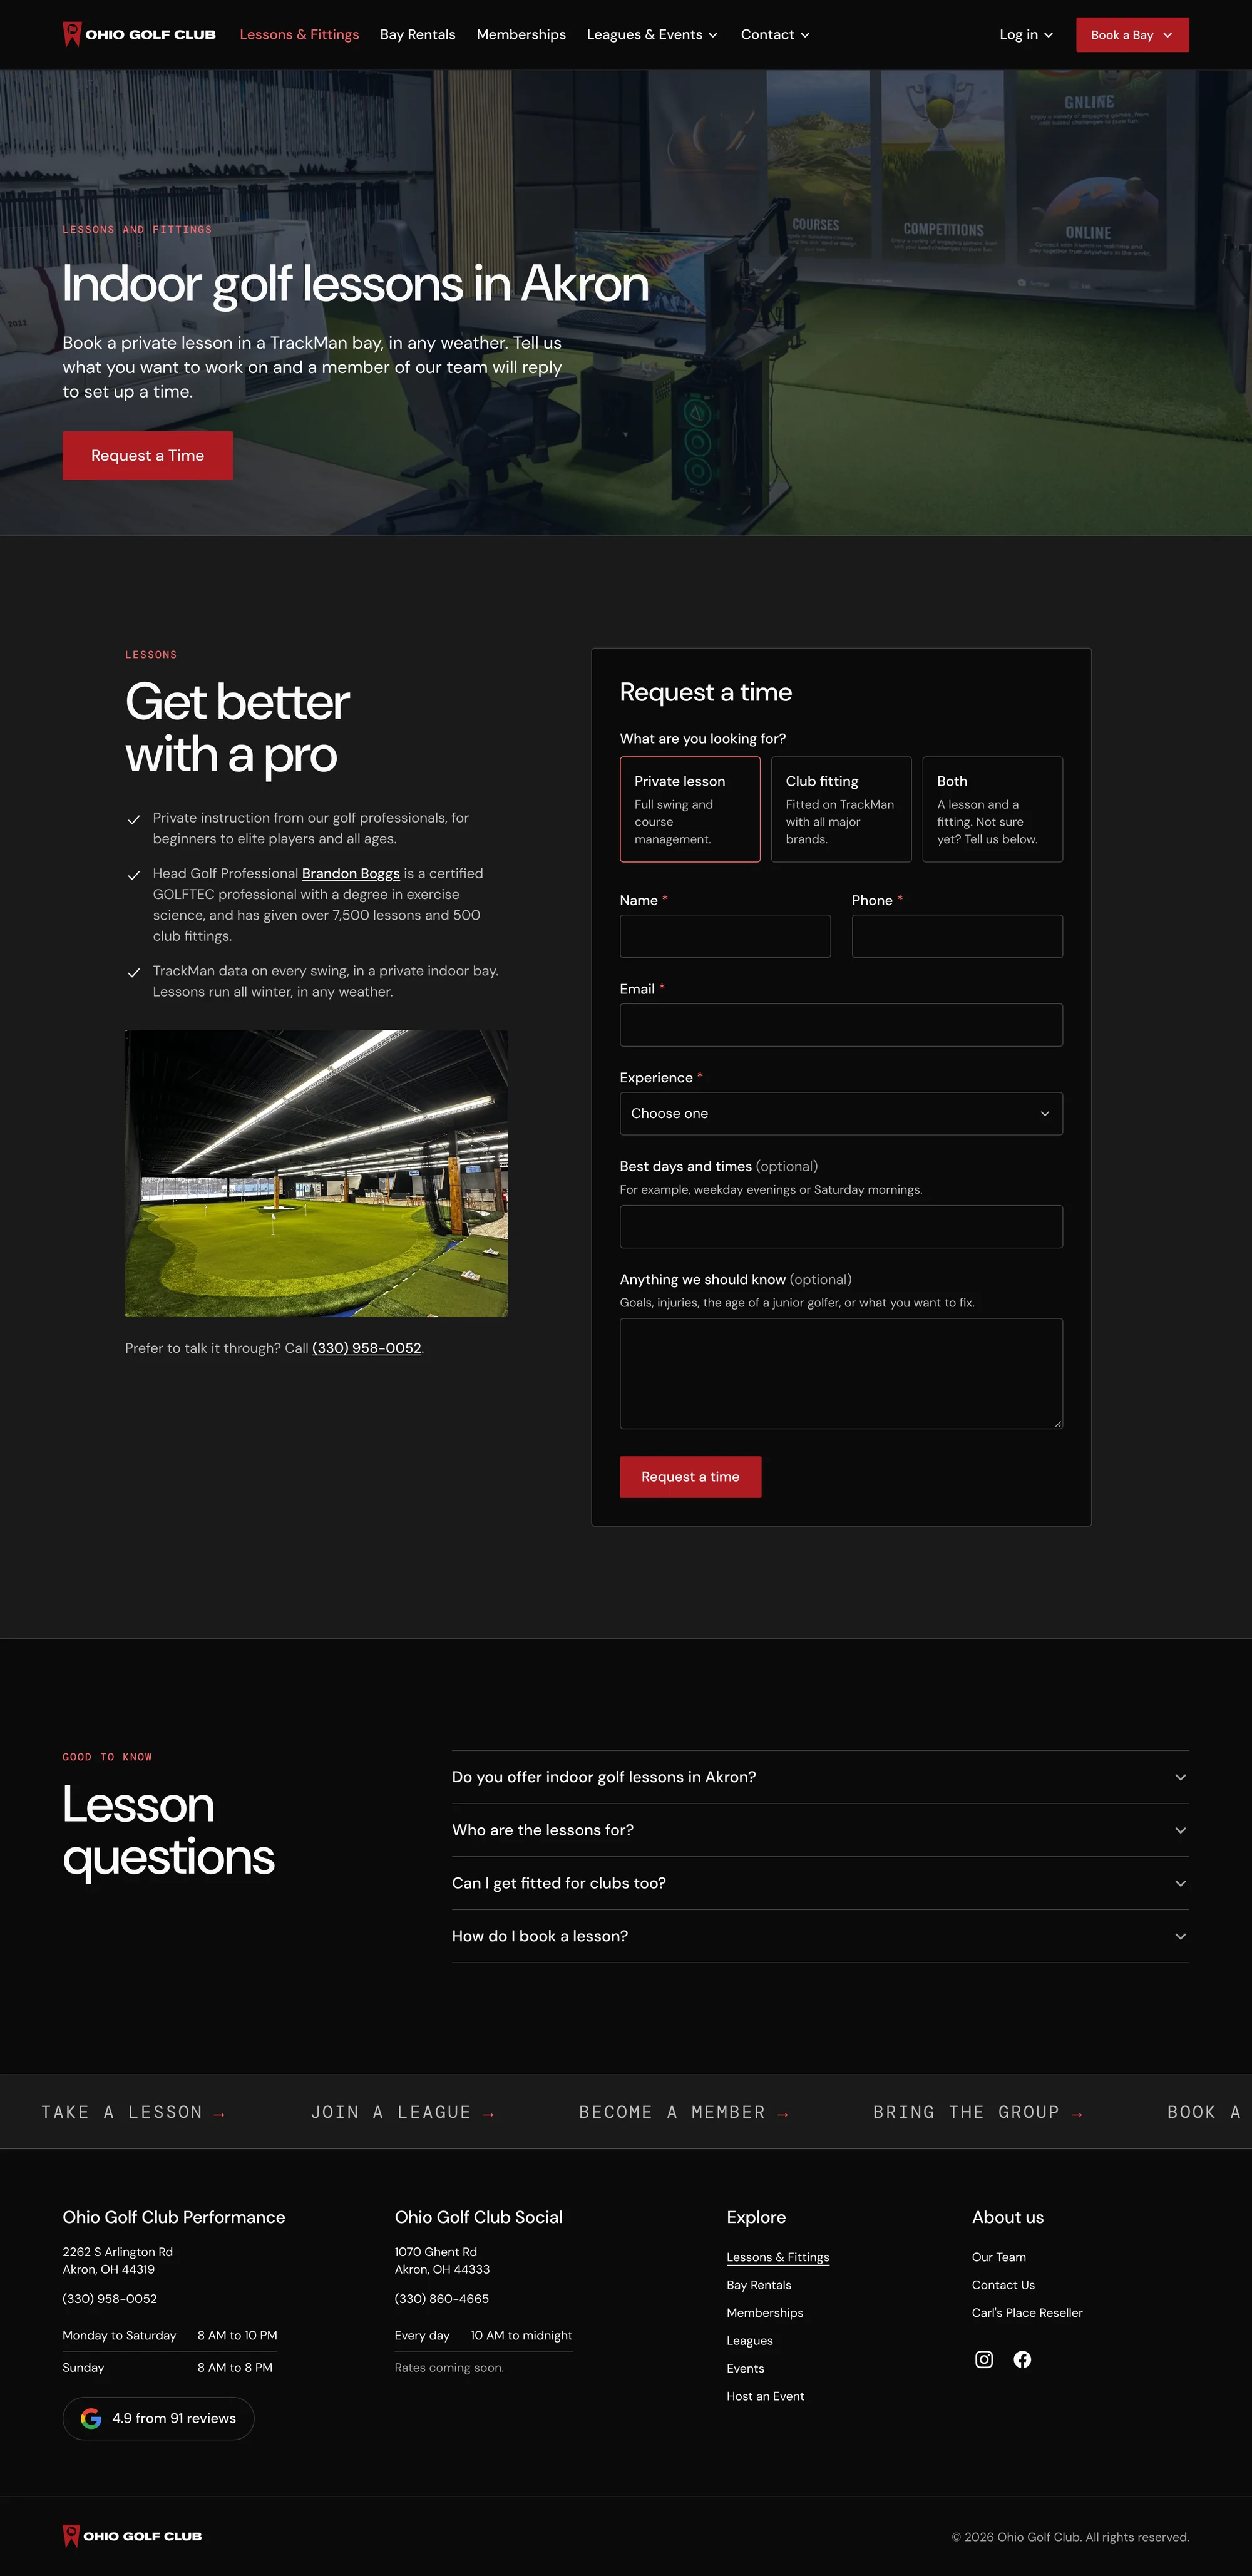 OHIO GOLF CLUB
Lessons & Fittings
Bay Rentals
Memberships
Leagues & Events
Contact
Log in
Book a Bay
GNLINE
COURSES
COMPETITIONS
ONLINE
LESSONS AND FITTINGS
Indoor golf lessons in Akron
Book a private lesson in a TrackMan bay, in any weather. Tell us
what you want to work on and a member of our team will reply
to set up a time.
Request a Time
LESSONS
Get better
with a pro
Private instruction from our golf professionals, for
beginners to elite players and all ages.
Head Golf Professional Brandon Boggs is a certified
GOLFTEC professional with a degree in exercise
science, and has given over 7,500 lessons and 500
club fittings.
TrackMan data on every swing, in a private indoor bay.
Lessons run all winter, in any weather.
Prefer to talk it through? Call (330) 958-0052.
Request a time
What are you looking for?
Private lesson
Full swing and
course
management.
Club fitting
Fitted on TrackMan
with all major
brands.
Both
A lesson and a
fitting. Not sure
yet? Tell us below.
Name *
Phone *
Email *
Experience *
Choose one
Best days and times (optional)
For example, weekday evenings or Saturday mornings.
Anything we should know (optional)
Goals, injuries, the age of a junior golfer, or what you want to fix.
Request a time
GOOD TO KNOW
Lesson
questions
Do you offer indoor golf lessons in Akron?
Who are the lessons for?
Can I get fitted for clubs too?
How do I book a lesson?
TAKE A LESSON →
JOIN A LEAGUE →
BECOME A MEMBER →
BRING THE GROUP →
BOOK A
Ohio Golf Club Performance
2262 S Arlington Rd
Akron, OH 44319
(330) 958-0052
Monday to Saturday 8 AM to 10 PM
Sunday 8 AM to 8 PM
4.9 from 91 reviews
Ohio Golf Club Social
1070 Ghent Rd
Akron, OH 44333
(330) 860-4665
Every day 10 AM to midnight
Rates coming soon.
Explore
Lessons & Fittings
Bay Rentals
Memberships
Leagues
Events
Host an Event
About us
Our Team
Contact Us
Carl's Place Reseller
OHIO GOLF CLUB
© 2026 Ohio Golf Club. All rights reserved.